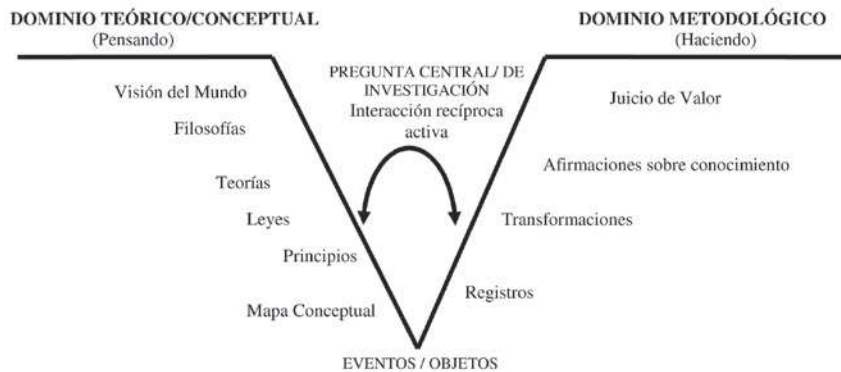 DOMINIO TEÓRICO/CONCEPTUAL
(Pensando)
DOMINIO METODOLÓGICO
(Haciendo)
PREGUNTA CENTRAL/ DE
INVESTIGACIÓN
Interacción recíproca
activa
Visión del Mundo
Filosofías
Teorías
Leyes
Principios
Mapa Conceptual
Juicio de Valor
Afirmaciones sobre conocimiento
Transformaciones
Registros
EVENTOS / OBJETOS